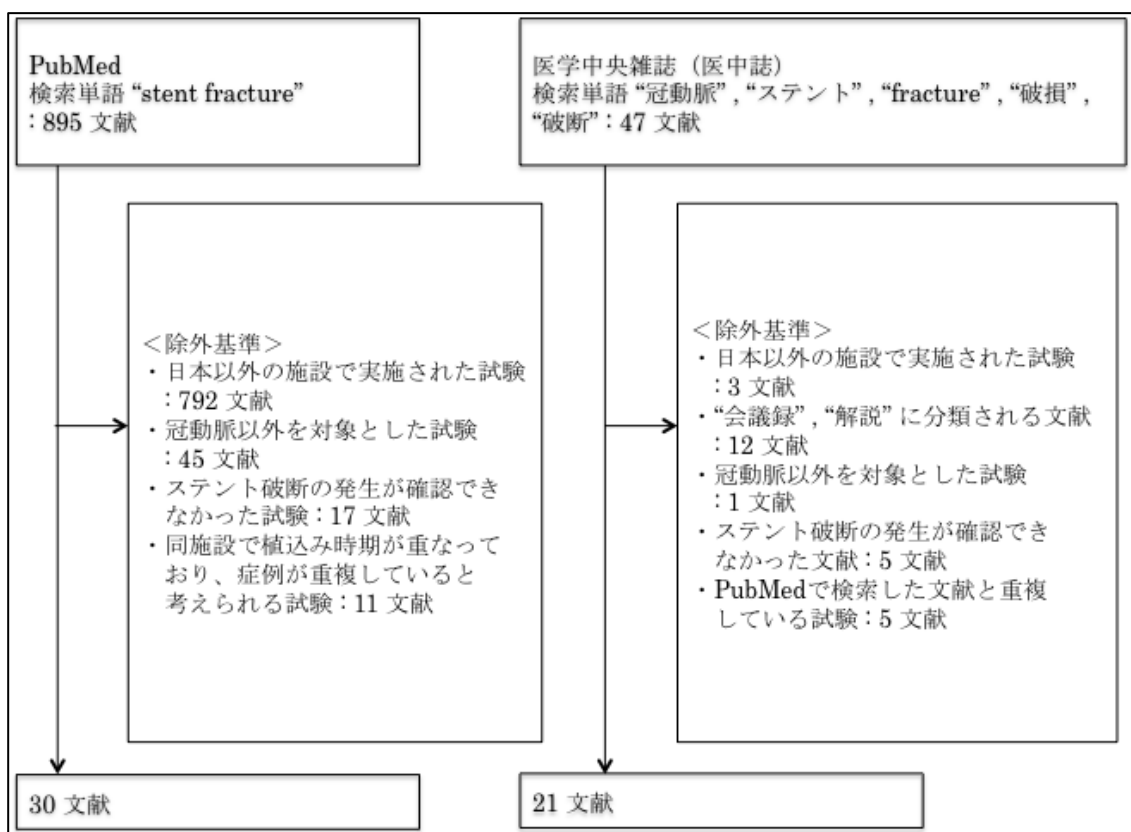 PubMed
検索単語 “stent fracture”
：895 文献
医学中央雑誌（医中誌）
検索単語 “冠動脈” , “ステント” , “fracture” , “破損” ,
“破断”：47 文献
＜除外基準＞
・日本以外の施設で実施された試験
：792 文献
・冠動脈以外を対象とした試験
：45 文献
・ステント破断の発生が確認でき
なかった試験：17 文献
・同施設で植込み時期が重なって
おり、症例が重複していると
考えられる試験：11 文献
＜除外基準＞
・日本以外の施設で実施された試験
：3 文献
・“会議録” , “解説” に分類される文献
：12 文献
・冠動脈以外を対象とした試験
：1 文献
・ステント破断の発生が確認でき
なかった文献：5 文献
・PubMedで検索した文献と重複
している試験：5 文献
30 文献
21 文献